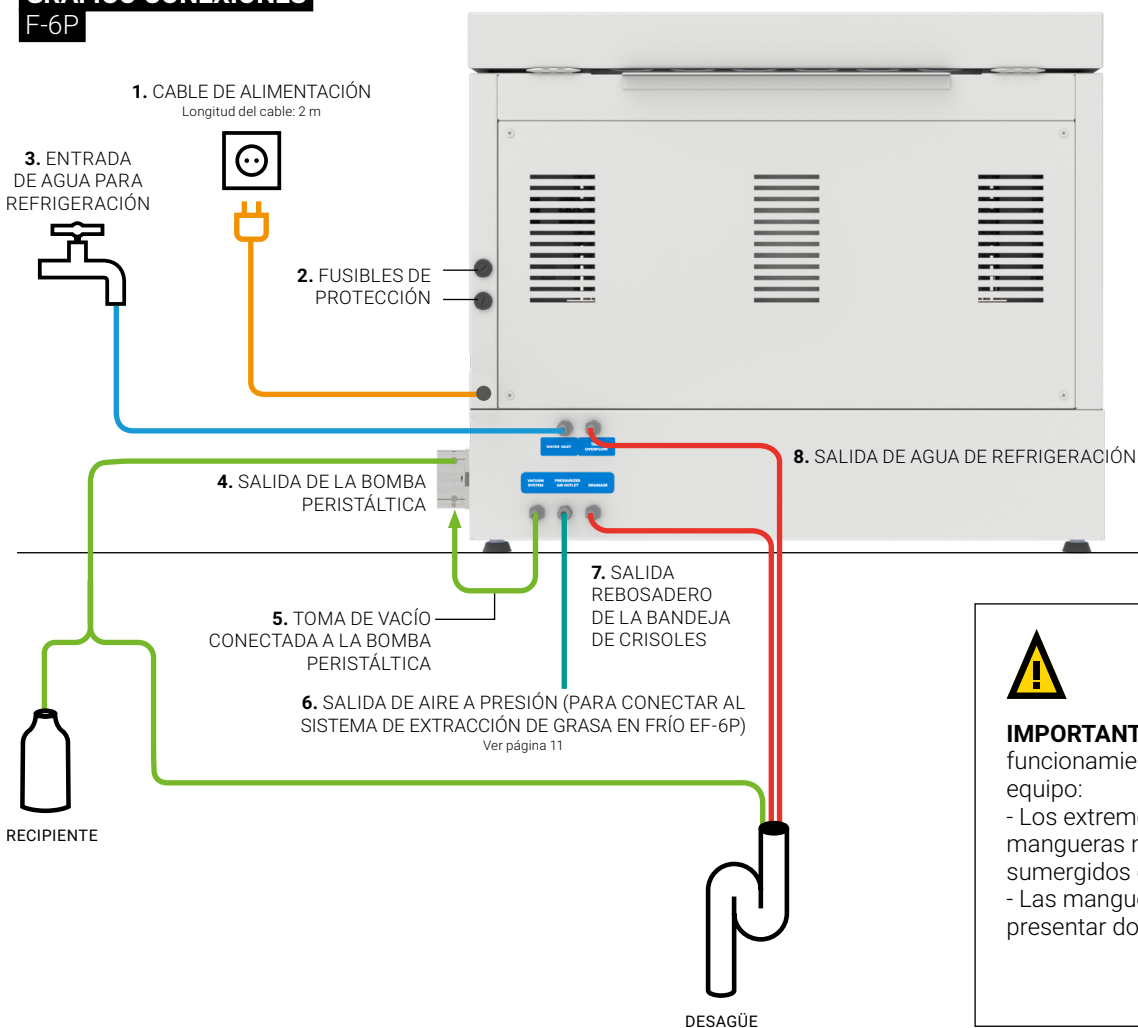 GRÁFICO CONEXIONES
F-6P
1. CABLE DE ALIMENTACIÓN
Longitud del cable: 2 m
3. ENTRADA
DE AGUA PARA
REFRIGERACIÓN
2. FUSIBLES DE
PROTECCIÓN
WATER INLET
OVERFLOW
8. SALIDA DE AGUA DE REFRIGERACIÓN
4. SALIDA DE LA BOMBA
PERISTÁLTICA
VACUUM
SYSTEM
PRESSURIZED
AIR OUTLET
DRAINAGE
5. TOMA DE VACÍO
CONECTADA A LA BOMBA
PERISTÁLTICA
7. SALIDA
REBOSADERO
DE LA BANDEJA
DE CRISOLES
6. SALIDA DE AIRE A PRESIÓN (PARA CONECTAR AL
SISTEMA DE EXTRACCIÓN DE GRASA EN FRÍO EF-6P)
Ver página 11
RECIPIENTE
DESAGÜE
IMPORTANT
funcionamie
equipo:
- Los extrem
mangueras
sumergidos
- Las mangue
presentar do